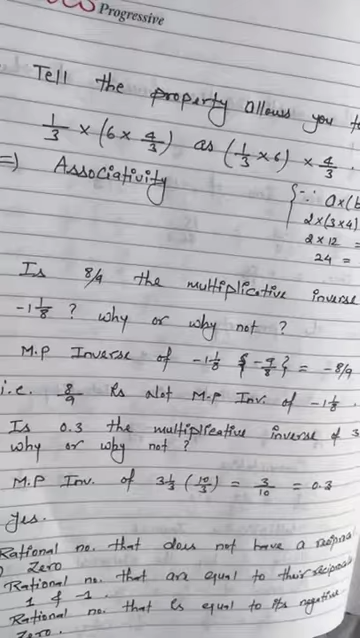 Progressive
Tell the property allows you to
1/3 × (6 × 4/3) as (1/3 × 6) × 4/3.
=) Associativity
{∵ a×(b
2×(3×4)
2×12 =
24 =
Is 8/9 the multiplicative inverse
-1 1/8 ? why or why not ?
M.P Inverse of -1 1/8 {-9/8} = -8/9
i.e. 8/9 is Not M.P Inv. of -1 1/8.
Is 0.3 the multiplicative inverse of 3
why or why not ?
M.P Inv. of 3 1/3 (10/3) = 3/10 = 0.3
Yes.
Rational no. that does not have a reciproc
Zero
Rational no. that are equal to their reciprocals
1 & -1.
Rational no. that is equal to its negative.
Zero.